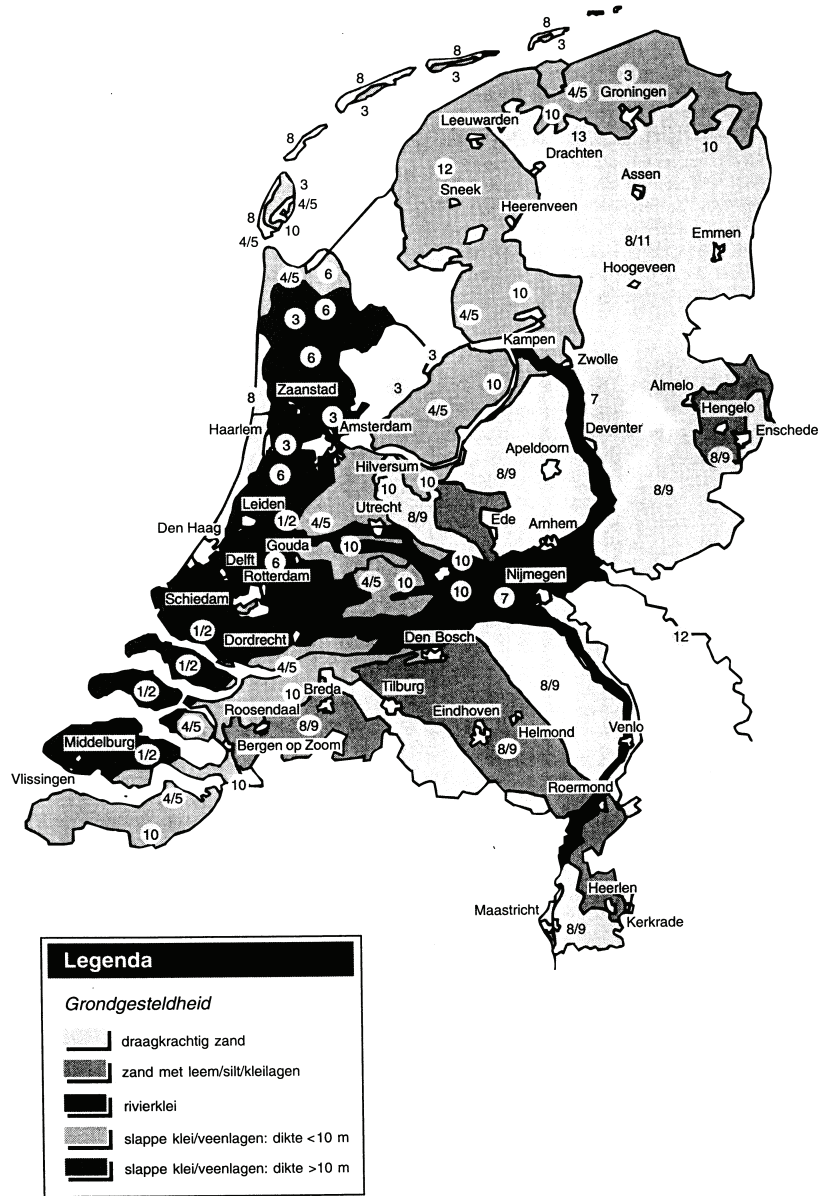 8
3
8
3
3
4/5
Groningen
8
3
10
Leeuwarden
13
10
8
Drachten
12
Assen
Sneek
3
4/5
8
10
Heerenveen
4/5
8/11
Emmen
4/5
6
Hoogeveen
10
6
3
4/5
Kampen
6
3
Zwolle
Zaanstad
3
10
Almelo
8
7
4/5
Hengelo
3
Haarlem
Amsterdam
Deventer
Enschede
3
Apeldoorn
8/9
Hilversum
6
8/9
10
10
8/9
Leiden
Utrecht
1/2
4/5
8/9
Ede
Arnhem
Den Haag
Gouda
10
Delft
6
10
Rotterdam
Nijmegen
4/5
10
10
7
Schiedam
1/2
Dordrecht
Den Bosch
12
1/2
4/5
8/9
1/2
10
Breda
Tilburg
Roosendaal
Eindhoven
4/5
8/9
Helmond
Venlo
Middelburg
Bergen op Zoom
8/9
1/2
Vlissingen
10
Roermond
4/5
10
Heerlen
Maastricht
Kerkrade
8/9
Legenda
Grondgesteldheid
draagkrachtig zand
zand met leem/silt/kleilagen
rivierklei
slappe klei/veenlagen: dikte <10 m
slappe klei/veenlagen: dikte >10 m